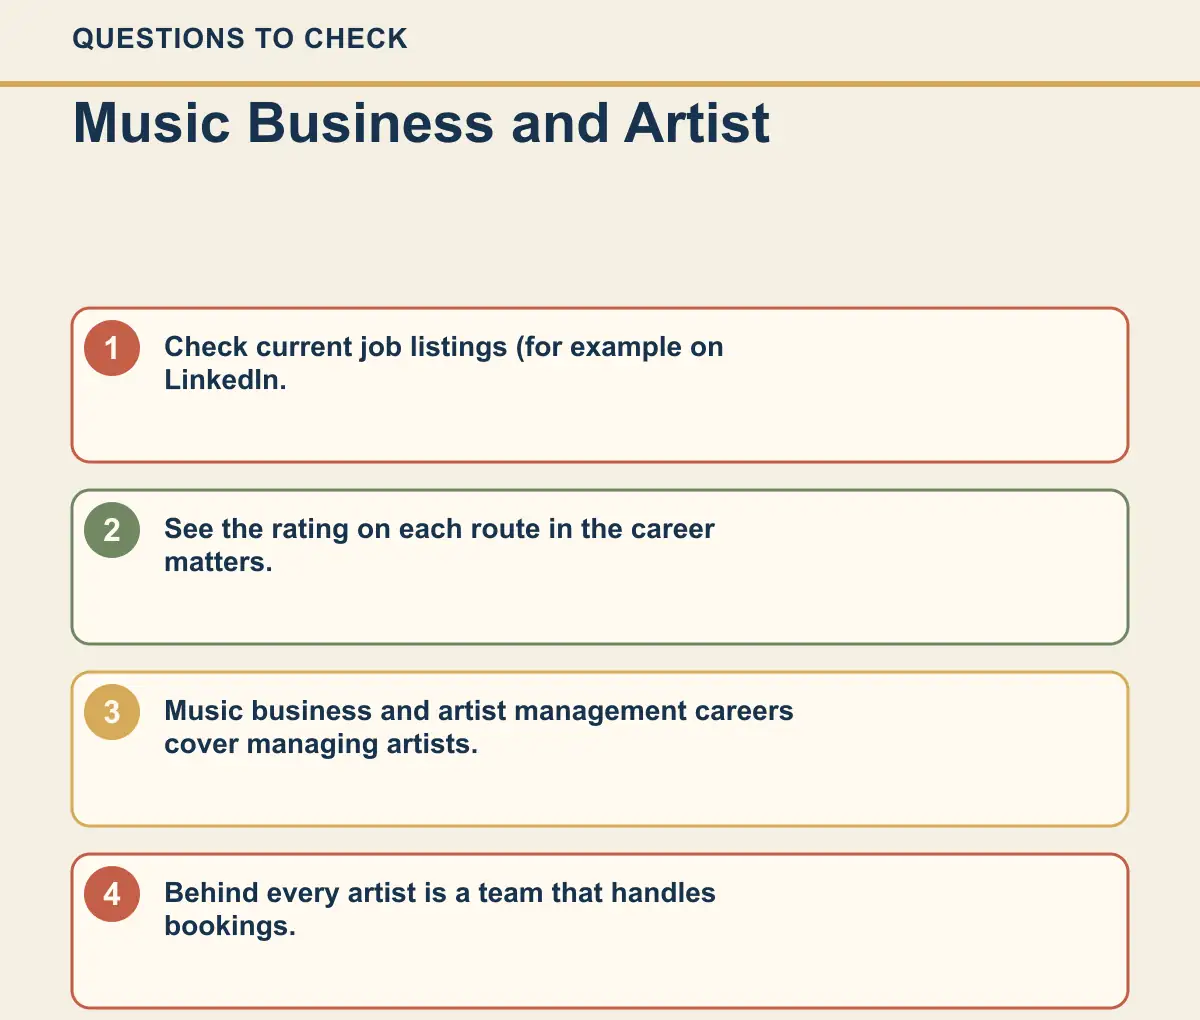 QUESTIONS TO CHECK
Music Business and Artist
1
Check current job listings (for example on
LinkedIn.
2
See the rating on each route in the career
matters.
3
Music business and artist management careers
cover managing artists.
4
Behind every artist is a team that handles
bookings.